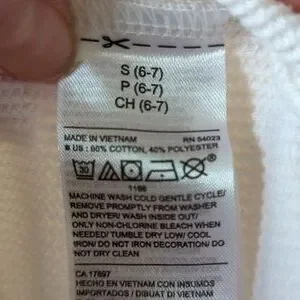 S (6-7)
P (6-7)
CH (6-7)
MADE IN VIETNAM RN 54023
US: 60% COTTON, 40% POLYESTER
30
1166
MACHINE WASH COLD GENTLE CYCLE/
REMOVE PROMPTLY FROM WASHER
AND DRYER/ WASH INSIDE OUT/
ONLY NON-CHLORINE BLEACH WHEN
NEEDED/ TUMBLE DRY LOW/ COOL
IRON/ DO NOT IRON DECORATION/ DO
NOT DRY CLEAN
CA 17897
HECHO EN VIETNAM CON INSUMOS
IMPORTADOS / DIBUAT DI VIETNAM